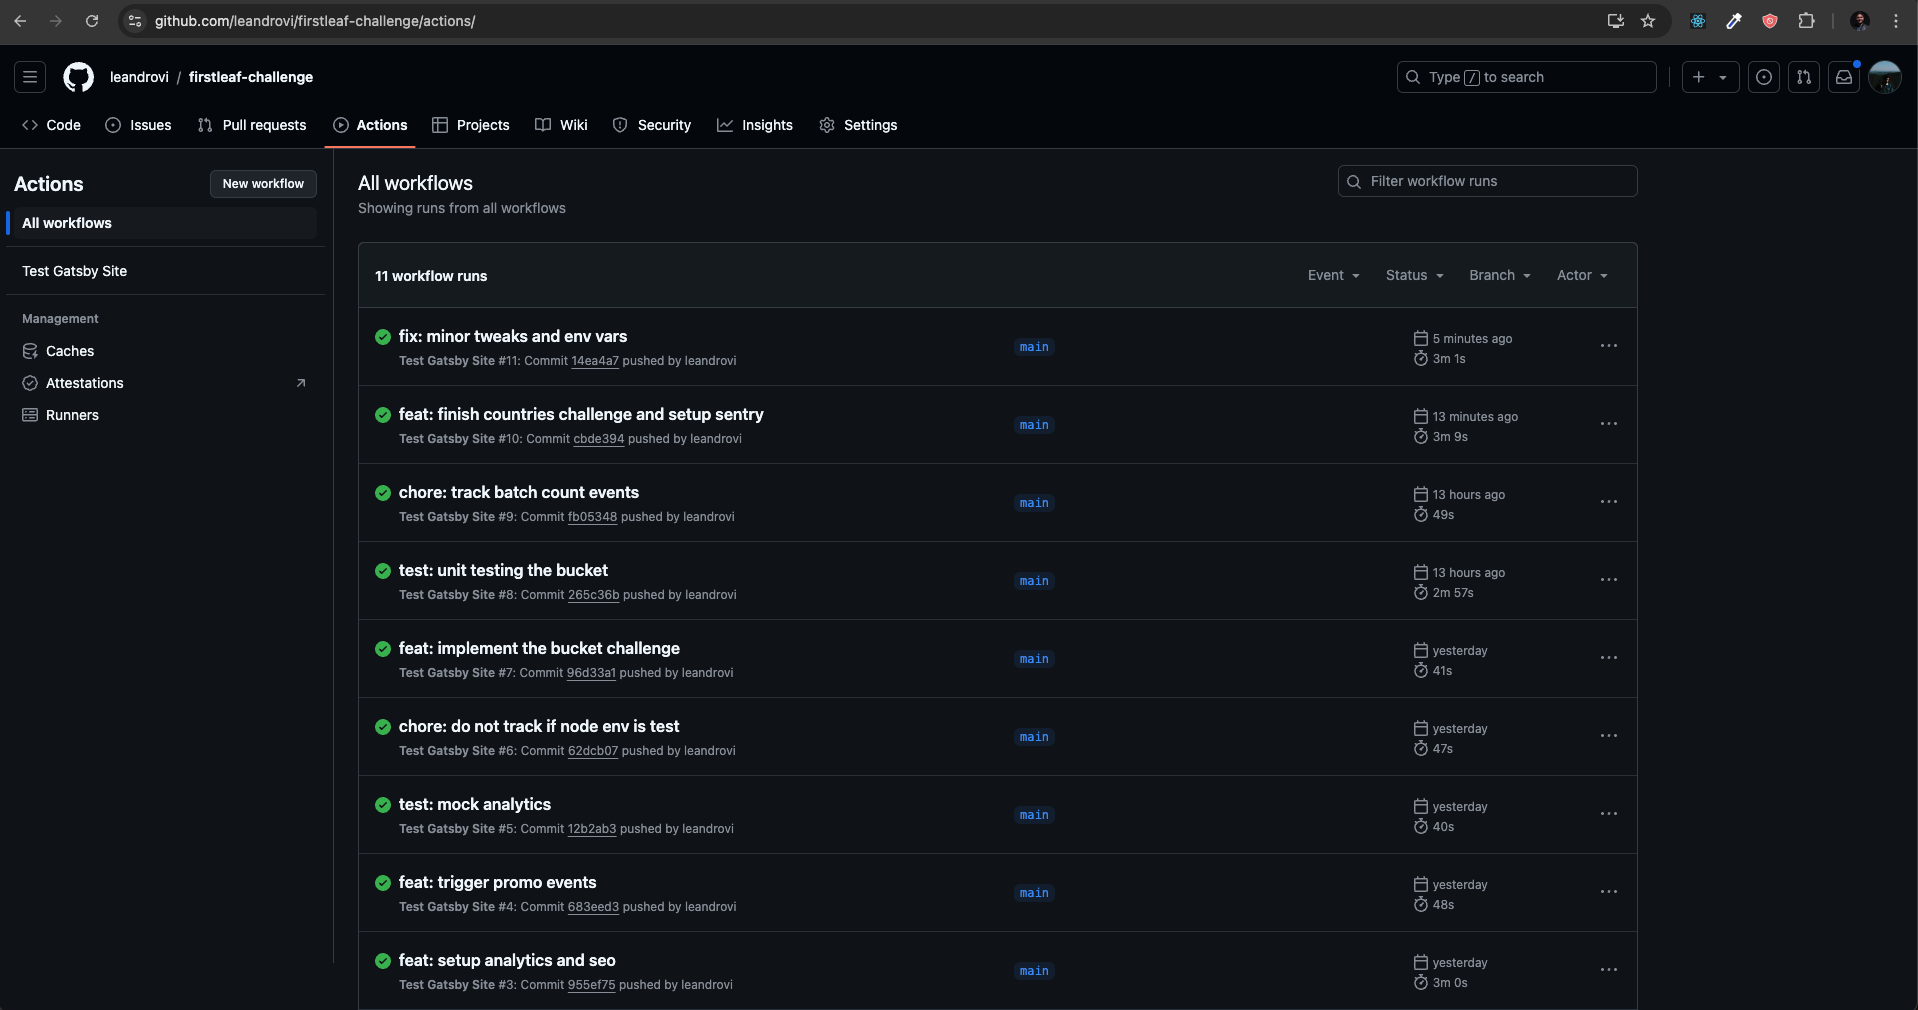 github.com/leandrovi/firstleaf-challenge/actions/
leandrovi / firstleaf-challenge
Type / to search
Code Issues Pull requests Actions Projects Wiki Security Insights Settings
Actions
New workflow
All workflows
Test Gatsby Site
Management
Caches
Attestations
Runners
All workflows
Showing runs from all workflows
Filter workflow runs
11 workflow runs
Event Status Branch Actor
fix: minor tweaks and env vars
Test Gatsby Site #11: Commit 14ea4a7 pushed by leandrovi
main
5 minutes ago
3m 1s
feat: finish countries challenge and setup sentry
Test Gatsby Site #10: Commit cbde394 pushed by leandrovi
main
13 minutes ago
3m 9s
chore: track batch count events
Test Gatsby Site #9: Commit fb05348 pushed by leandrovi
main
13 hours ago
49s
test: unit testing the bucket
Test Gatsby Site #8: Commit 265c36b pushed by leandrovi
main
13 hours ago
2m 57s
feat: implement the bucket challenge
Test Gatsby Site #7: Commit 96d33a1 pushed by leandrovi
main
yesterday
41s
chore: do not track if node env is test
Test Gatsby Site #6: Commit 62dcb07 pushed by leandrovi
main
yesterday
47s
test: mock analytics
Test Gatsby Site #5: Commit 12b2ab3 pushed by leandrovi
main
yesterday
40s
feat: trigger promo events
Test Gatsby Site #4: Commit 683eed3 pushed by leandrovi
main
yesterday
48s
feat: setup analytics and seo
Test Gatsby Site #3: Commit 955ef75 pushed by leandrovi
main
yesterday
3m 0s